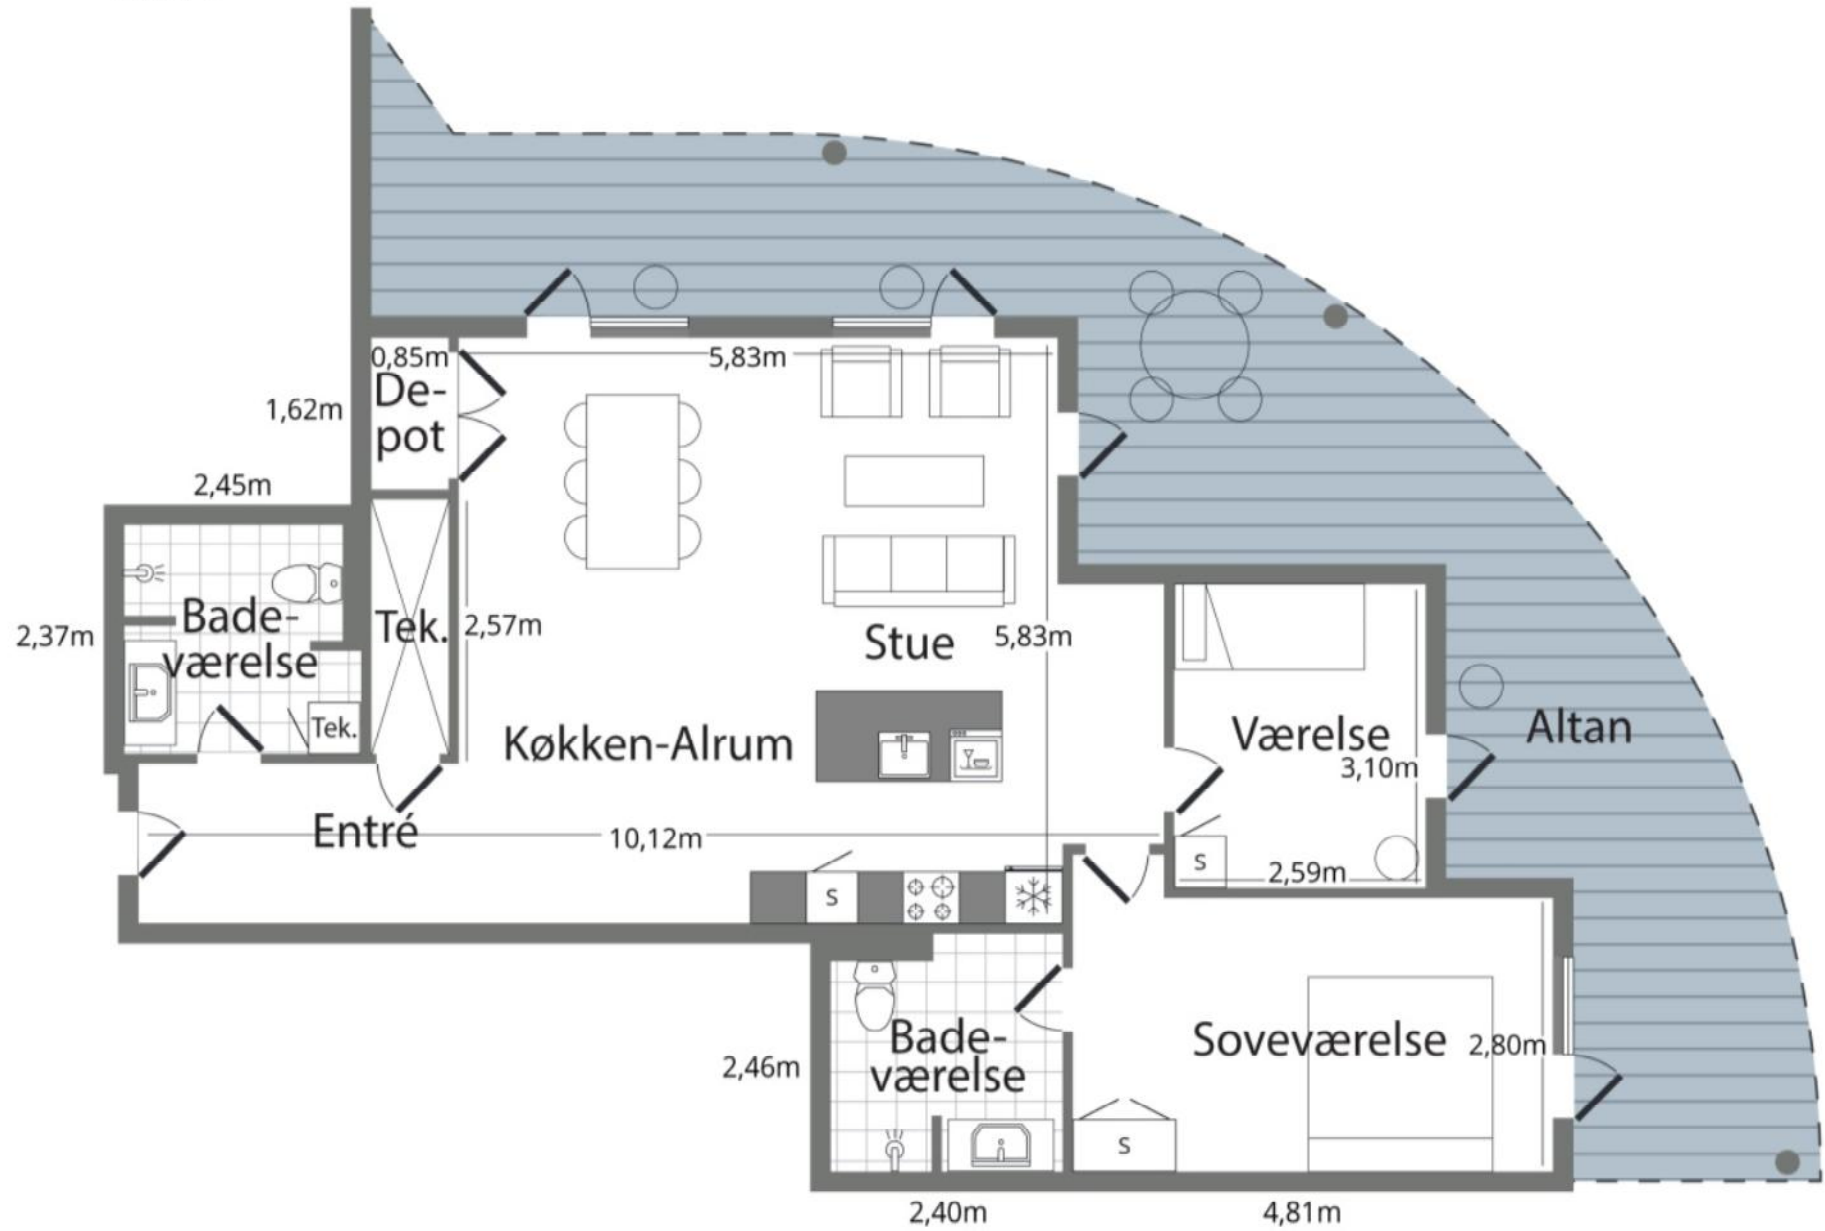 0,85m
5,83m
De-
pot
1,62m
2,45m
2,37m
Bade-
værelse
Tek.
Tek.
2,57m
Stue
5,83m
Køkken-Alrum
Værelse
3,10m
Altan
Entré
10,12m
S
S
2,59m
2,46m
Bade-
værelse
Soveværelse
2,80m
S
2,40m
4,81m